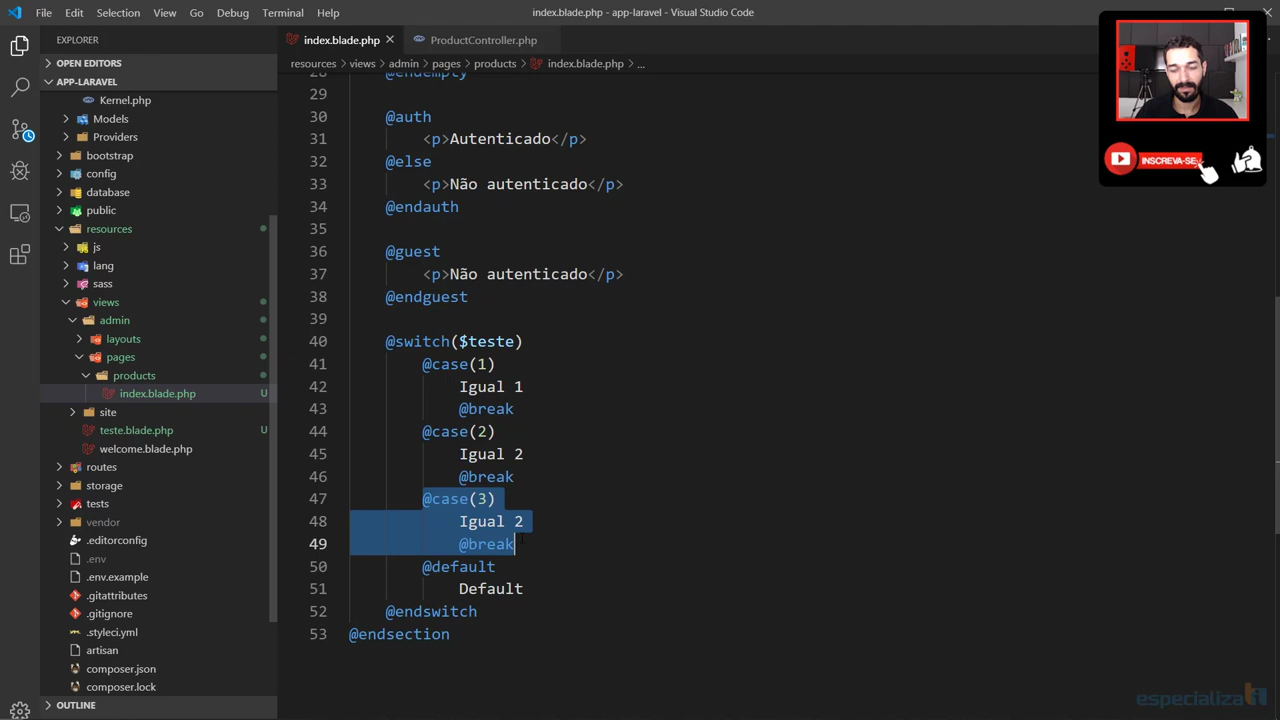 File Edit Selection View Go Debug Terminal Help
index.blade.php - app-laravel - Visual Studio Code
EXPLORER
index.blade.php
ProductController.php
OPEN EDITORS
resources > views > admin > pages > products > index.blade.php > ...
APP-LARAVEL
Kernel.php
Models
Providers
bootstrap
config
database
public
resources
js
lang
sass
views
admin
layouts
pages
products
index.blade.php U
site
teste.blade.php U
welcome.blade.php
routes
storage
tests
vendor
.editorconfig
.env
.env.example
.gitattributes
.gitignore
.styleci.yml
artisan
composer.json
composer.lock
OUTLINE
28 @endempty
29
30 @auth
31 <p>Autenticado</p>
32 @else
33 <p>Não autenticado</p>
34 @endauth
35
36 @guest
37 <p>Não autenticado</p>
38 @endguest
39
40 @switch($teste)
41 @case(1)
42 Igual 1
43 @break
44 @case(2)
45 Igual 2
46 @break
47 @case(3)
48 Igual 2
49 @break
50 @default
51 Default
52 @endswitch
53 @endsection
INSCREVA-SE
especializati